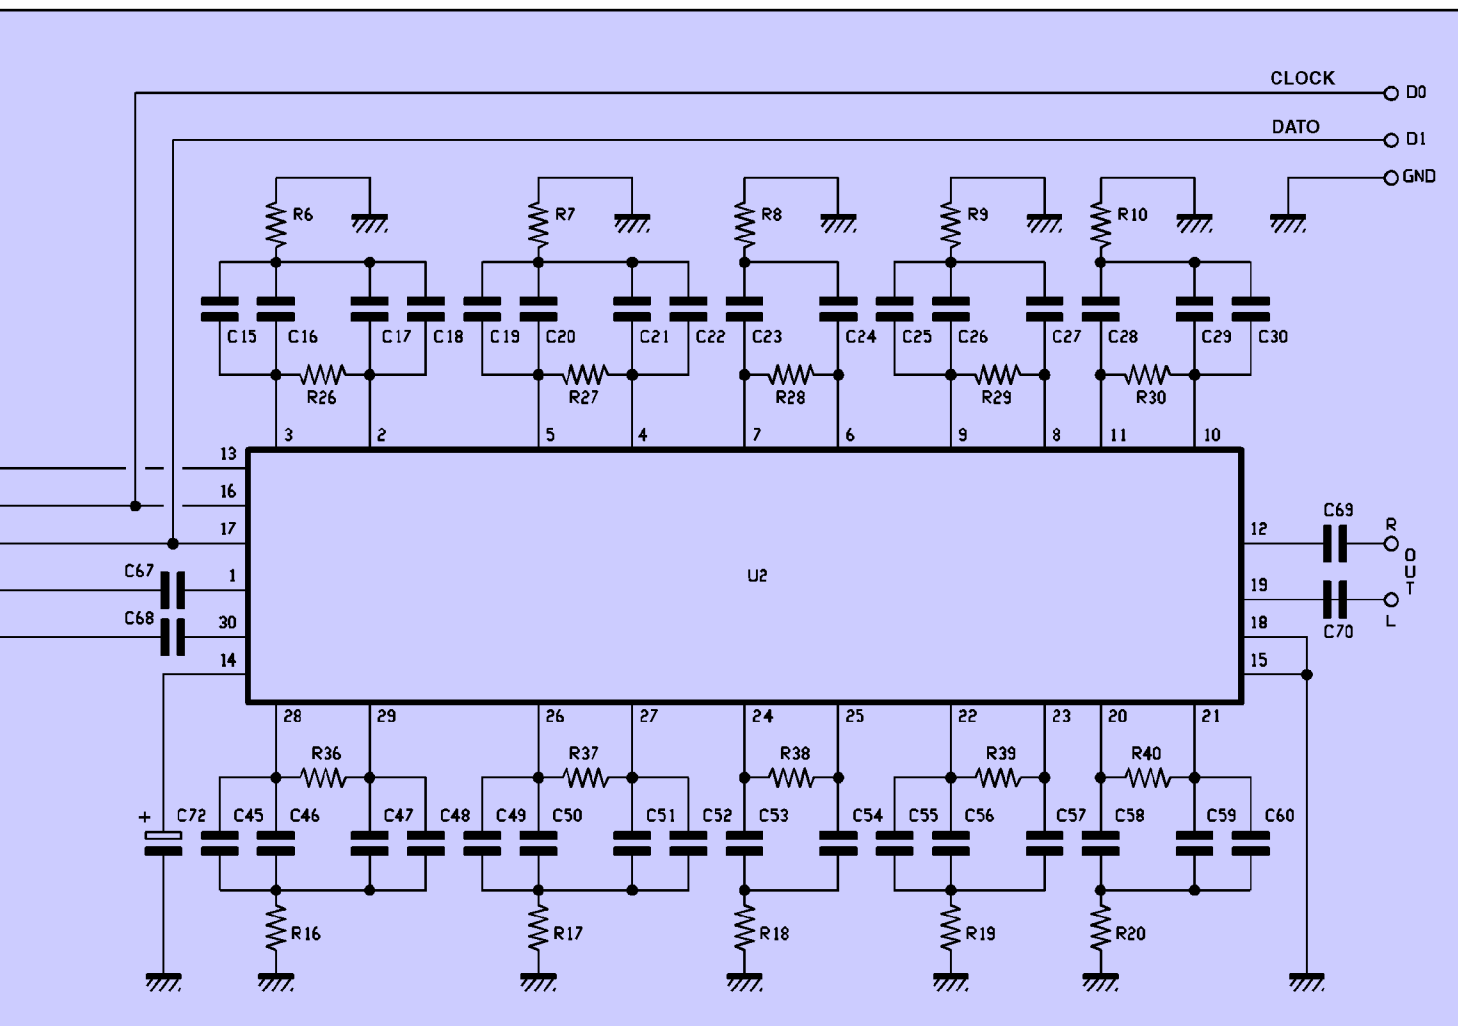 CLOCK D0
DATO D1
GND
R6 R7 R8 R9 R10
C15 C16 C17 C18 C19 C20 C21 C22 C23 C24 C25 C26 C27 C28 C29 C30
R26 R27 R28 R29 R30
3 2 5 4 7 6 9 8 11 10
13
16
C69 R
17 12
OUT
C67 1 U2
19
C68 30 18 L
C70
14 15
28 29 26 27 24 25 22 23 20 21
R36 R37 R38 R39 R40
+ C72 C45 C46 C47 C48 C49 C50 C51 C52 C53 C54 C55 C56 C57 C58 C59 C60
R16 R17 R18 R19 R20